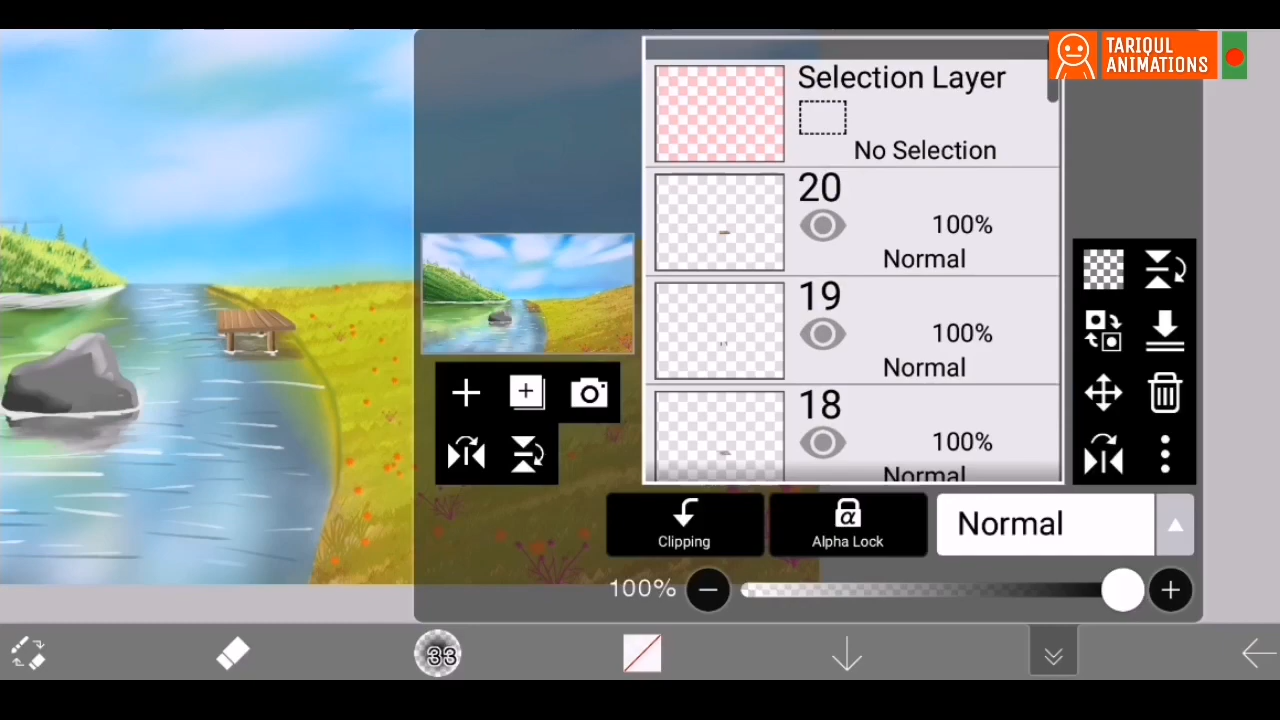 TARIQUL
ANIMATIONS
Selection Layer
No Selection
20
100%
Normal
19
100%
Normal
18
100%
Normal
Clipping
α
Alpha Lock
Normal
100%
33